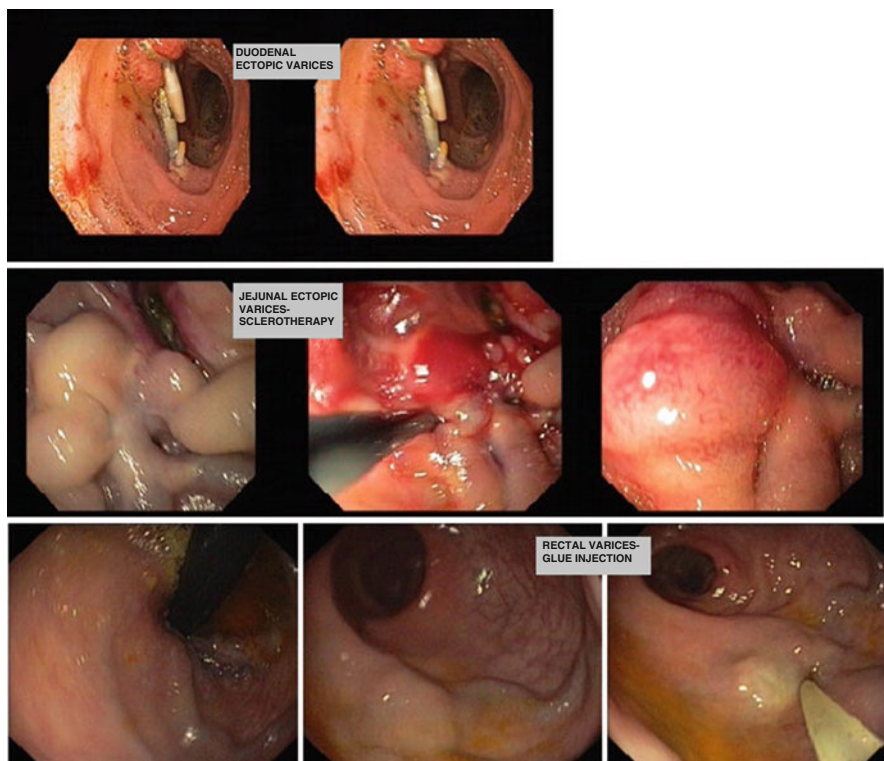 DUODENAL
ECTOPIC VARICES
JEJUNAL ECTOPIC
VARICES-
SCLEROTHERAPY
RECTAL VARICES-
GLUE INJECTION